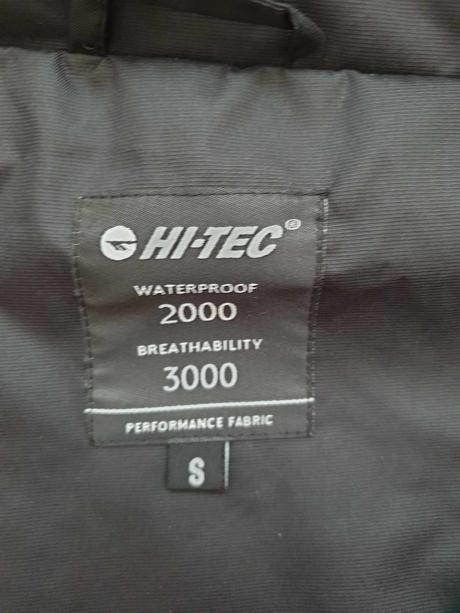 HI-TEC®
WATERPROOF
2000
BREATHABILITY
3000
PERFORMANCE FABRIC
S